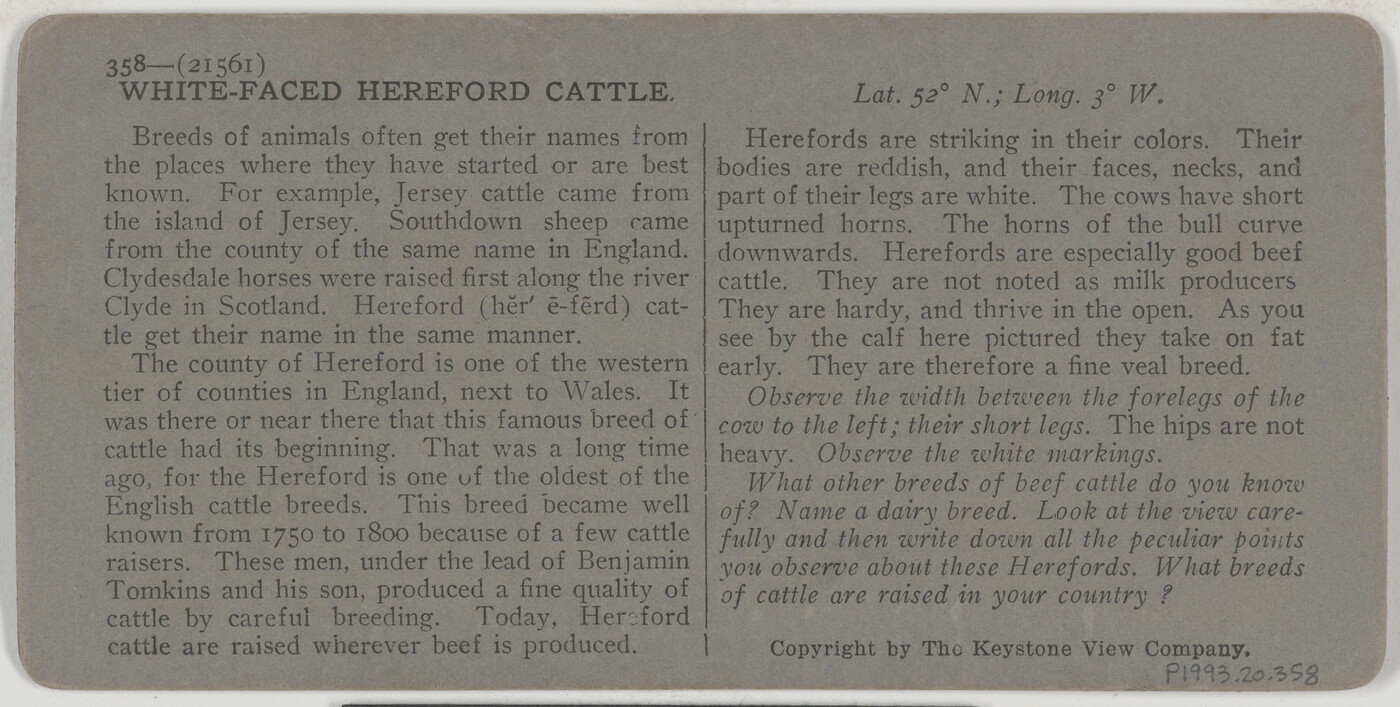 358—(21561)
WHITE-FACED HEREFORD CATTLE.
Lat. 52° N.; Long. 3° W.
Breeds of animals often get their names from
the places where they have started or are best
known. For example, Jersey cattle came from
the island of Jersey. Southdown sheep came
from the county of the same name in England.
Clydesdale horses were raised first along the river
Clyde in Scotland. Hereford (hĕr′ ē-fẽrd) cat-
tle get their name in the same manner.
The county of Hereford is one of the western
tier of counties in England, next to Wales. It
was there or near there that this famous breed of
cattle had its beginning. That was a long time
ago, for the Hereford is one of the oldest of the
English cattle breeds. This breed became well
known from 1750 to 1800 because of a few cattle
raisers. These men, under the lead of Benjamin
Tomkins and his son, produced a fine quality of
cattle by careful breeding. Today, Hereford
cattle are raised wherever beef is produced.
Herefords are striking in their colors. Their
bodies are reddish, and their faces, necks, and
part of their legs are white. The cows have short
upturned horns. The horns of the bull curve
downwards. Herefords are especially good beef
cattle. They are not noted as milk producers
They are hardy, and thrive in the open. As you
see by the calf here pictured they take on fat
early. They are therefore a fine veal breed.
Observe the width between the forelegs of the
cow to the left; their short legs. The hips are not
heavy. Observe the white markings.
What other breeds of beef cattle do you know
of? Name a dairy breed. Look at the view care-
fully and then write down all the peculiar points
you observe about these Herefords. What breeds
of cattle are raised in your country ?
Copyright by The Keystone View Company.
P1993.20.358